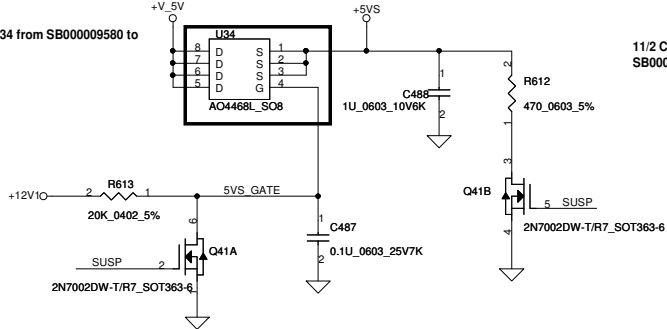 +V_5V
+5VS
34 from SB000009580 to
U34
11/2 C
SB000
8 D S 1
7 D S 2
6 D S 3
5 D G 4
AO4468L_SO8
1
C488
1U_0603_10V6K
2
2
R612
470_0603_5%
1
R613
+12V1 2 1
20K_0402_5%
5VS_GATE
3
Q41B
5 SUSP
4
2N7002DW-T/R7_SOT363-6
6
Q41A
SUSP 2
1
2N7002DW-T/R7_SOT363-6
1
C487
0.1U_0603_25V7K
2